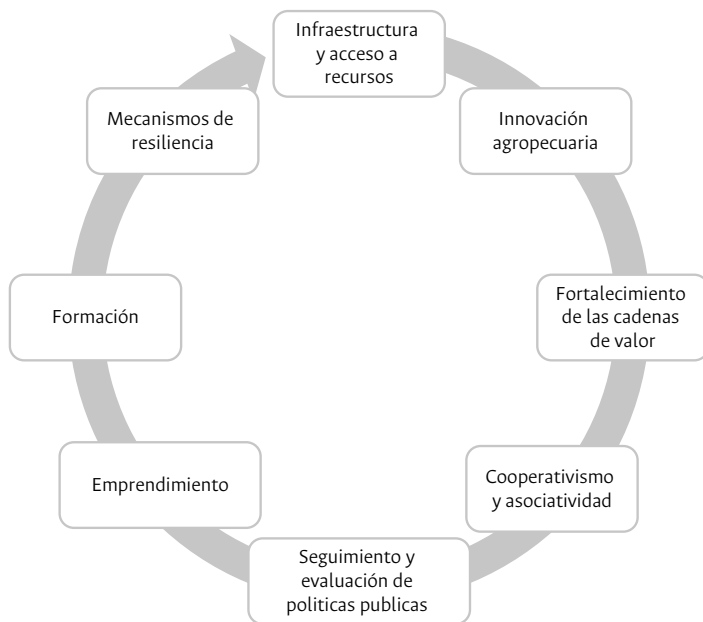 Infraestructura
y acceso a
recursos
Innovación
agropecuaria
Fortalecimiento
de las cadenas
de valor
Cooperativismo
y asociatividad
Seguimiento y
evaluación de
politicas publicas
Emprendimiento
Formación
Mecanismos de
resiliencia